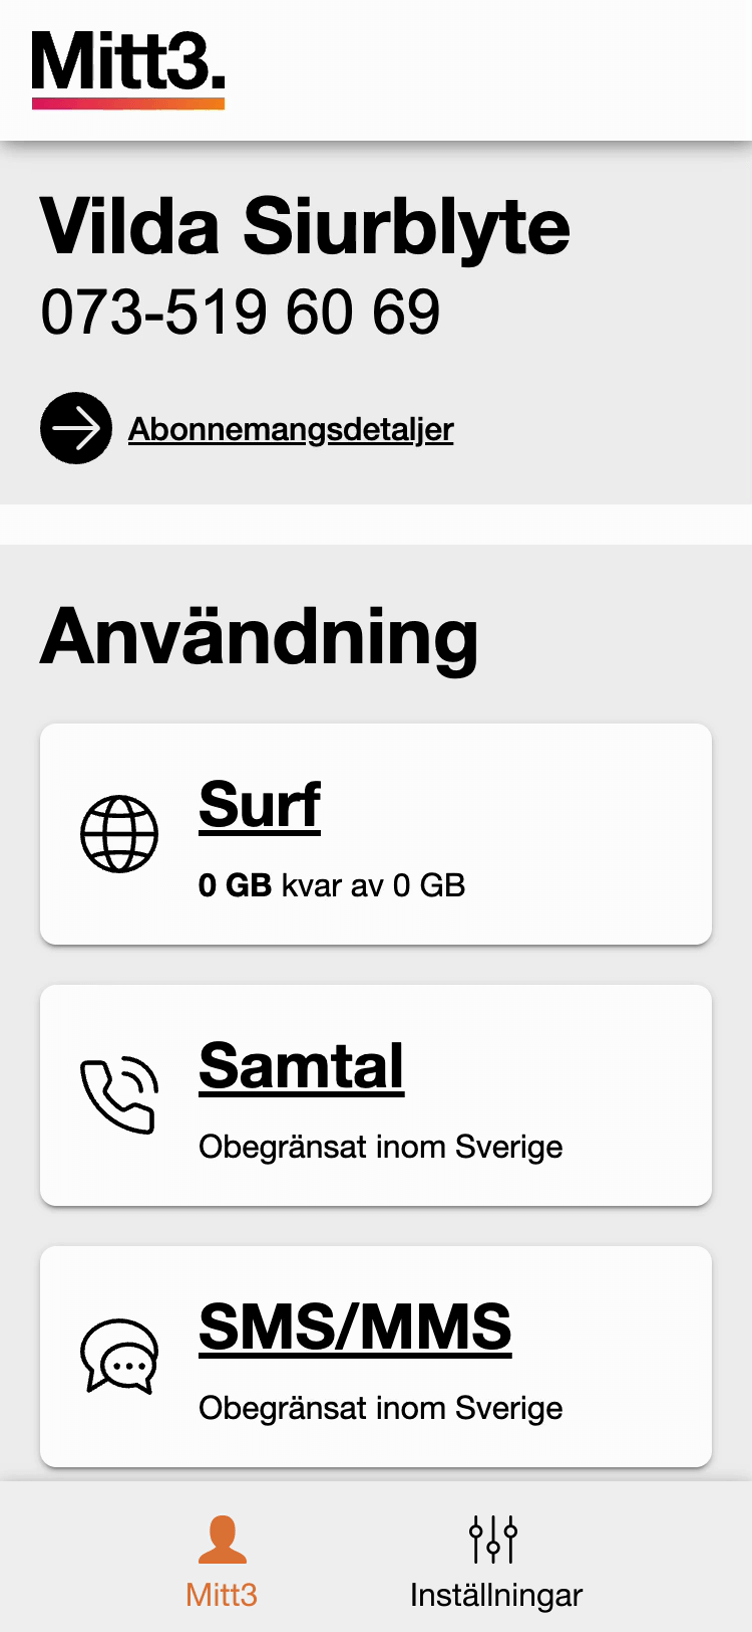 Mitt3.
Vilda Siurblyte
073-519 60 69
Abonnemangsdetaljer
Användning
Surf
0 GB kvar av 0 GB
Samtal
Obegränsat inom Sverige
SMS/MMS
Obegränsat inom Sverige
Mitt3
Inställningar